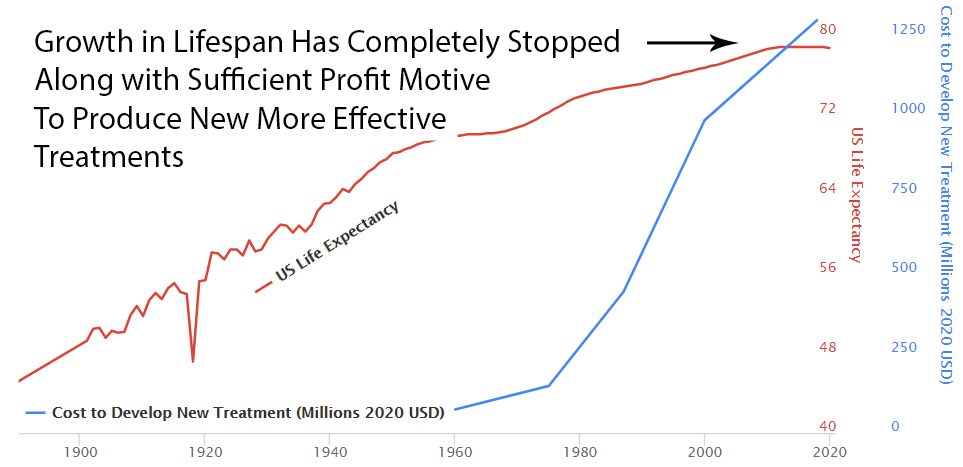 Growth in Lifespan Has Completely Stopped
Along with Sufficient Profit Motive
To Produce New More Effective
Treatments
US Life Expectancy
Cost to Develop New Treatment (Millions 2020 USD)
1900
1920
1940
1960
1980
2000
2020
80
72
64
56
48
40
US Life Expectancy
1250
1000
750
500
250
0
Cost to Develop New Treatment (Millions 2020 USD)